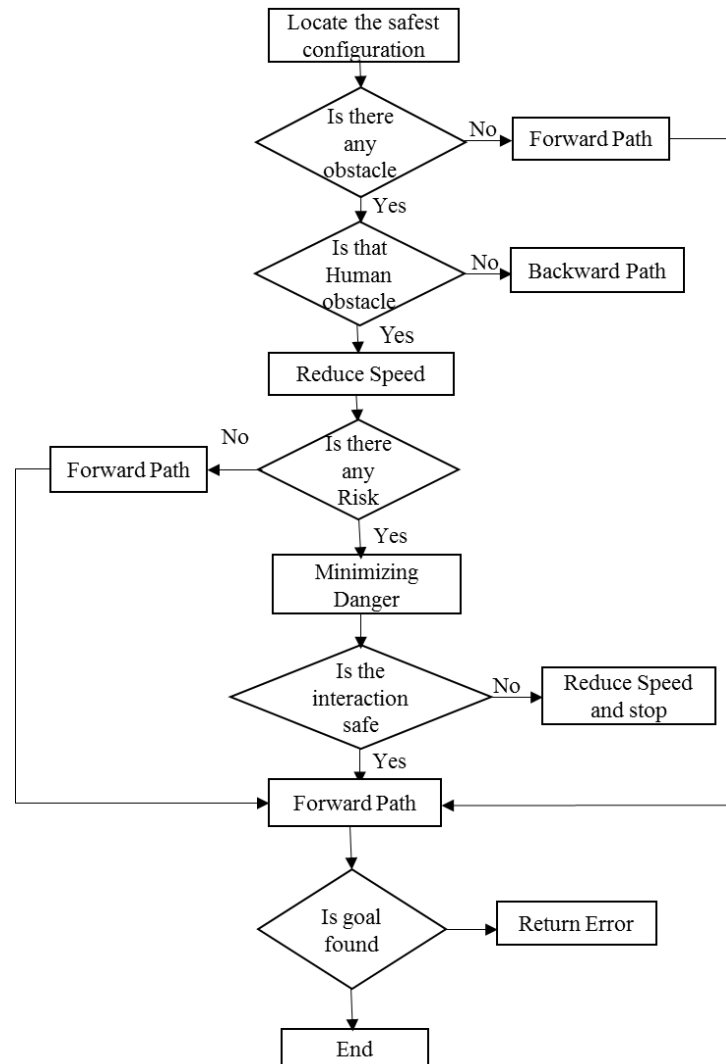 Locate the safest
configuration
Is there
any
obstacle
No
Forward Path
Yes
Is that
Human
obstacle
No
Backward Path
Yes
Reduce Speed
Is there
any
Risk
No
Forward Path
Yes
Minimizing
Danger
Is the
interaction
safe
No
Reduce Speed
and stop
Yes
Forward Path
Is goal
found
Return Error
End